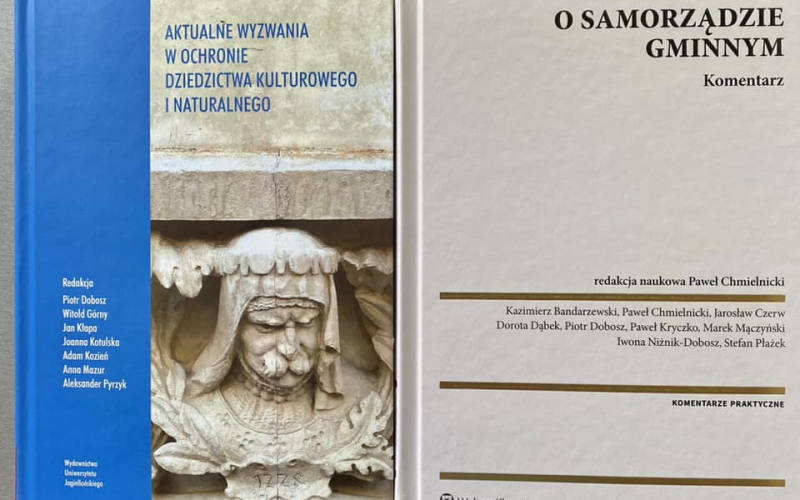 AKTUALNE WYZWANIA
W OCHRONIE
DZIEDZICTWA KULTUROWEGO
I NATURALNEGO
Redakcja
Piotr Dobosz
Witold Górny
Jan Kłapa
Joanna Kotulska
Adam Kozień
Anna Mazur
Aleksander Pyrzyk
Wydawnictwo
Uniwersytetu
Jagiellońskiego
O SAMORZĄDZIE
GMINNYM
Komentarz
redakcja naukowa Paweł Chmielnicki
Kazimierz Bandarzewski, Paweł Chmielnicki, Jarosław Czerw
Dorota Dąbek, Piotr Dobosz, Paweł Kryczko, Marek Mączyński
Iwona Niżnik-Dobosz, Stefan Płażek
KOMENTARZE PRAKTYCZNE